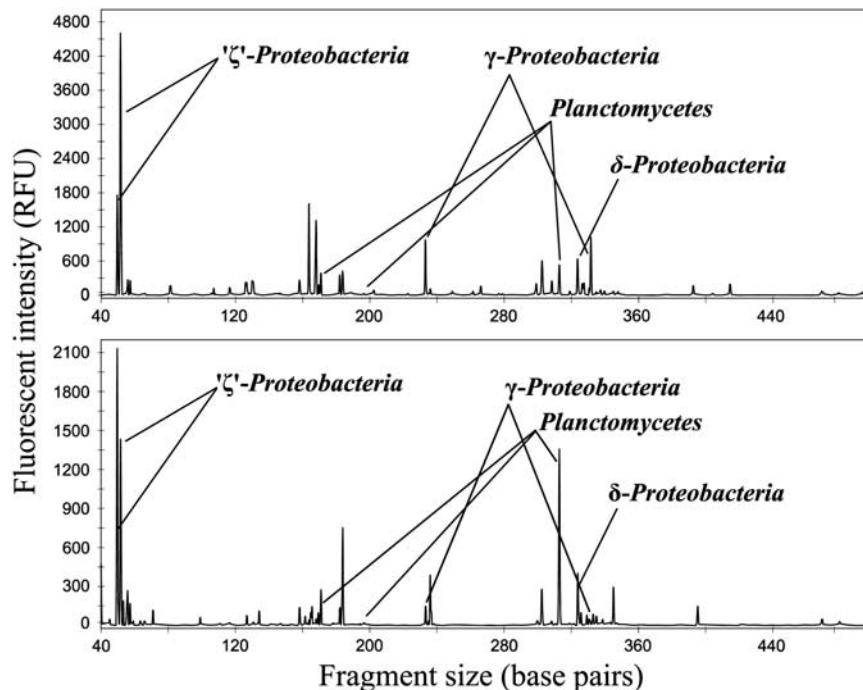 4800
4200
3600
3000
2400
1800
1200
600
0
'ζ'-Proteobacteria
γ-Proteobacteria
Planctomycetes
δ-Proteobacteria
40 120 200 280 360 440
2100
1800
1500
1200
900
600
300
0
'ζ'-Proteobacteria
γ-Proteobacteria
Planctomycetes
δ-Proteobacteria
40 120 200 280 360 440
Fluorescent intensity (RFU)
Fragment size (base pairs)